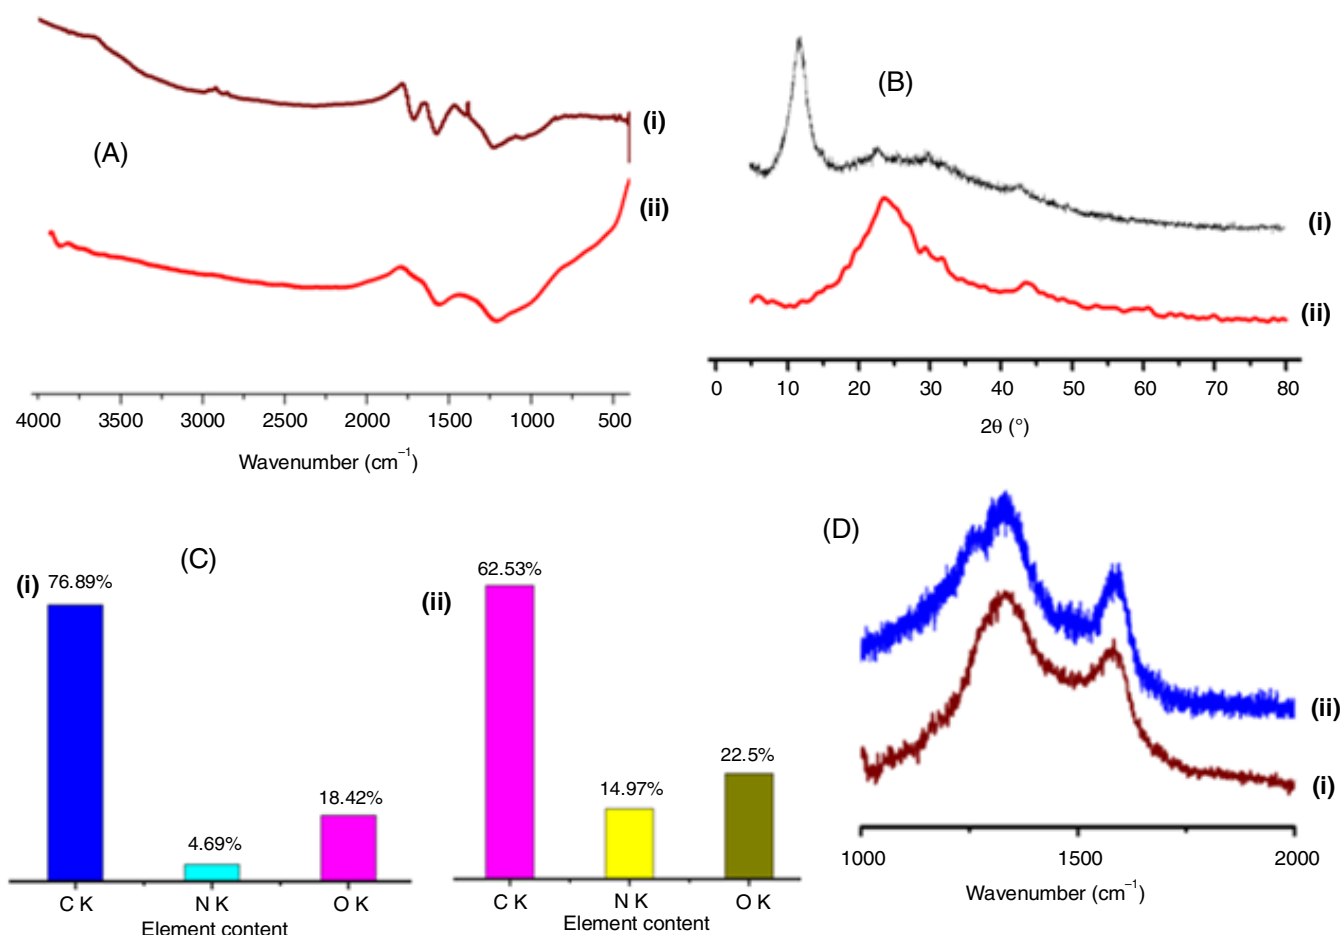 (A)
(i)
(ii)
4000 3500 3000 2500 2000 1500 1000 500
Wavenumber (cm⁻¹)
(B)
(i)
(ii)
0 10 20 30 40 50 60 70 80
2θ (°)
(C)
(i) 76.89%
4.69%
18.42%
C K N K O K
Element content
(ii)
62.53%
14.97%
22.5%
C K N K O K
Element content
(D)
(ii)
(i)
1000 1500 2000
Wavenumber (cm⁻¹)